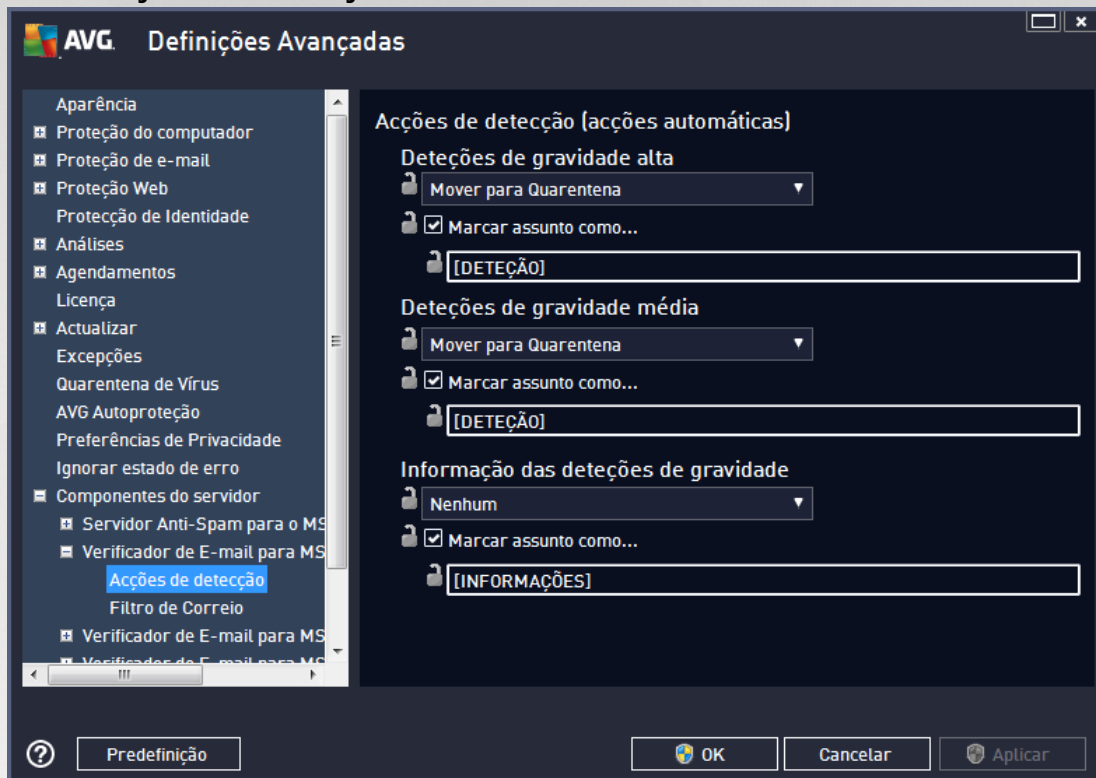 AVG. Definições Avançadas
Aparência
Proteção do computador
Proteção de e-mail
Proteção Web
Protecção de Identidade
Análises
Agendamentos
Licença
Actualizar
Excepções
Quarentena de Vírus
AVG Autoproteção
Preferências de Privacidade
Ignorar estado de erro
Componentes do servidor
Servidor Anti-Spam para o MS
Verificador de E-mail para MS
Acções de detecção
Filtro de Correio
Verificador de E-mail para MS
Verificador de E-mail para MS
Acções de detecção (acções automáticas)
Deteções de gravidade alta
Mover para Quarentena
Marcar assunto como...
[DETEÇÃO]
Deteções de gravidade média
Mover para Quarentena
Marcar assunto como...
[DETEÇÃO]
Informação das deteções de gravidade
Nenhum
Marcar assunto como...
[INFORMAÇÕES]
? Predefinição
OK
Cancelar
Aplicar